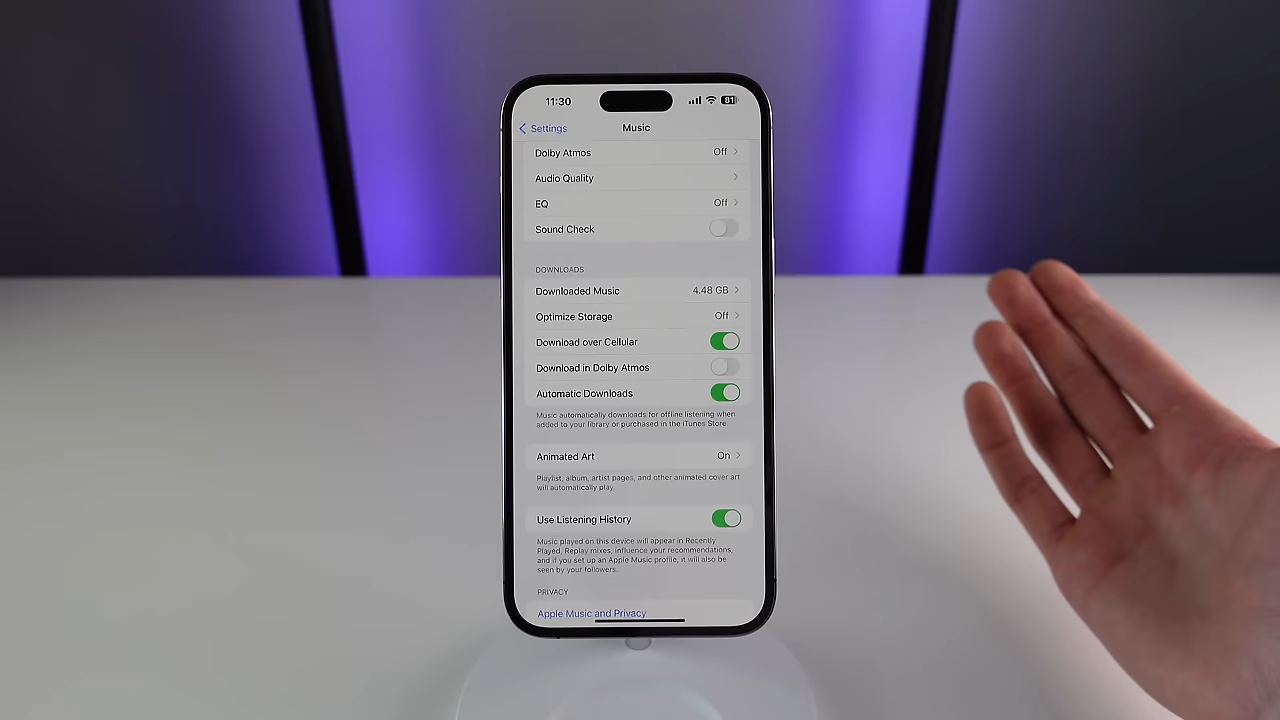 11:30 81
Settings Music
Dolby Atmos Off
Audio Quality
EQ Off
Sound Check
DOWNLOADS
Downloaded Music 4.48 GB
Optimize Storage Off
Download over Cellular
Download in Dolby Atmos
Automatic Downloads
Music automatically downloads for offline listening when
added to your library or purchased in the iTunes Store.
Animated Art On
Playlist, album, artist pages, and other animated cover art
will automatically play.
Use Listening History
Music played on this device will appear in Recently
Played, Replay mixes, influence your recommendations,
and if you set up an Apple Music profile, it will also be
seen by your followers.
PRIVACY
Apple Music and Privacy